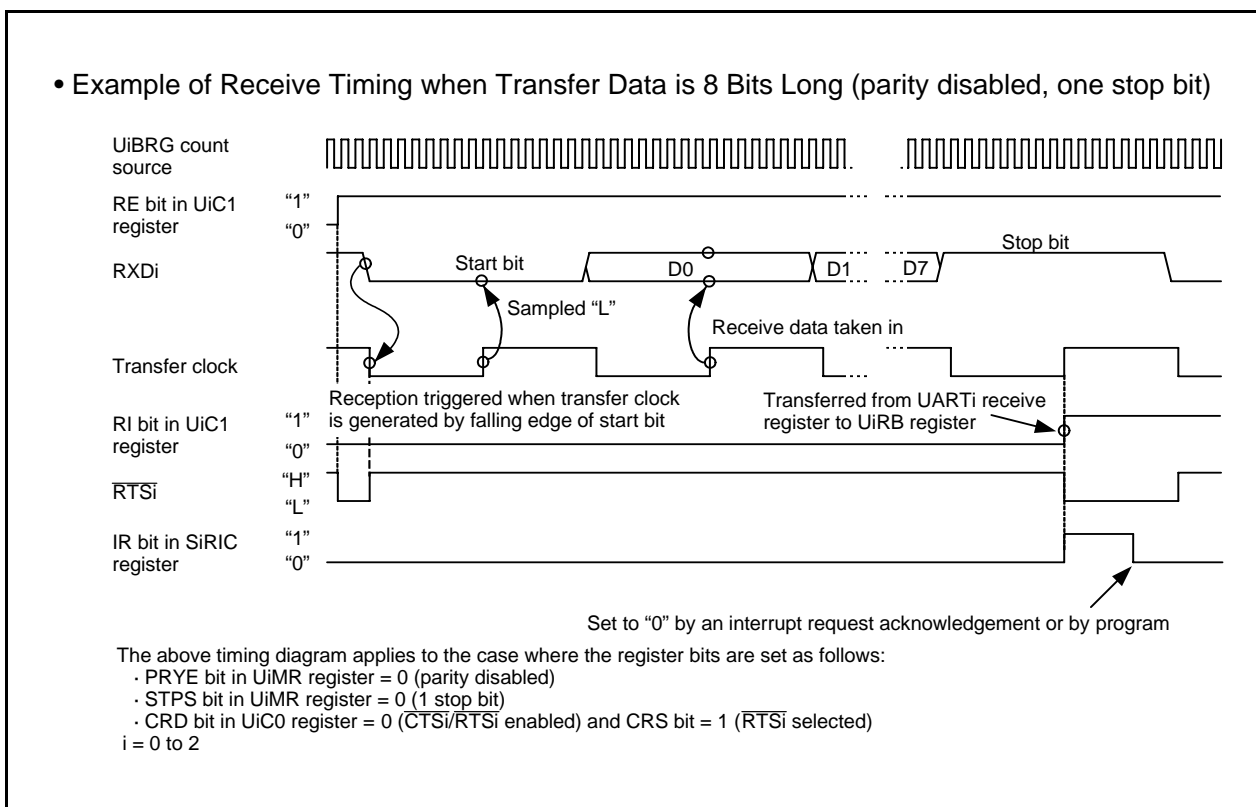 • Example of Receive Timing when Transfer Data is 8 Bits Long (parity disabled, one stop bit)
UiBRG count
source
RE bit in UiC1
register
“1”
“0”
RXDi
Start bit
D0
D1
D7
Stop bit
Sampled “L”
Receive data taken in
Transfer clock
Reception triggered when transfer clock
is generated by falling edge of start bit
Transferred from UARTi receive
register to UiRB register
RI bit in UiC1
register
“1”
“0”
RTSi
“H”
“L”
IR bit in SiRIC
register
“1”
“0”
Set to “0” by an interrupt request acknowledgement or by program
The above timing diagram applies to the case where the register bits are set as follows:
· PRYE bit in UiMR register = 0 (parity disabled)
· STPS bit in UiMR register = 0 (1 stop bit)
· CRD bit in UiC0 register = 0 (CTSi/RTSi enabled) and CRS bit = 1 (RTSi selected)
i = 0 to 2